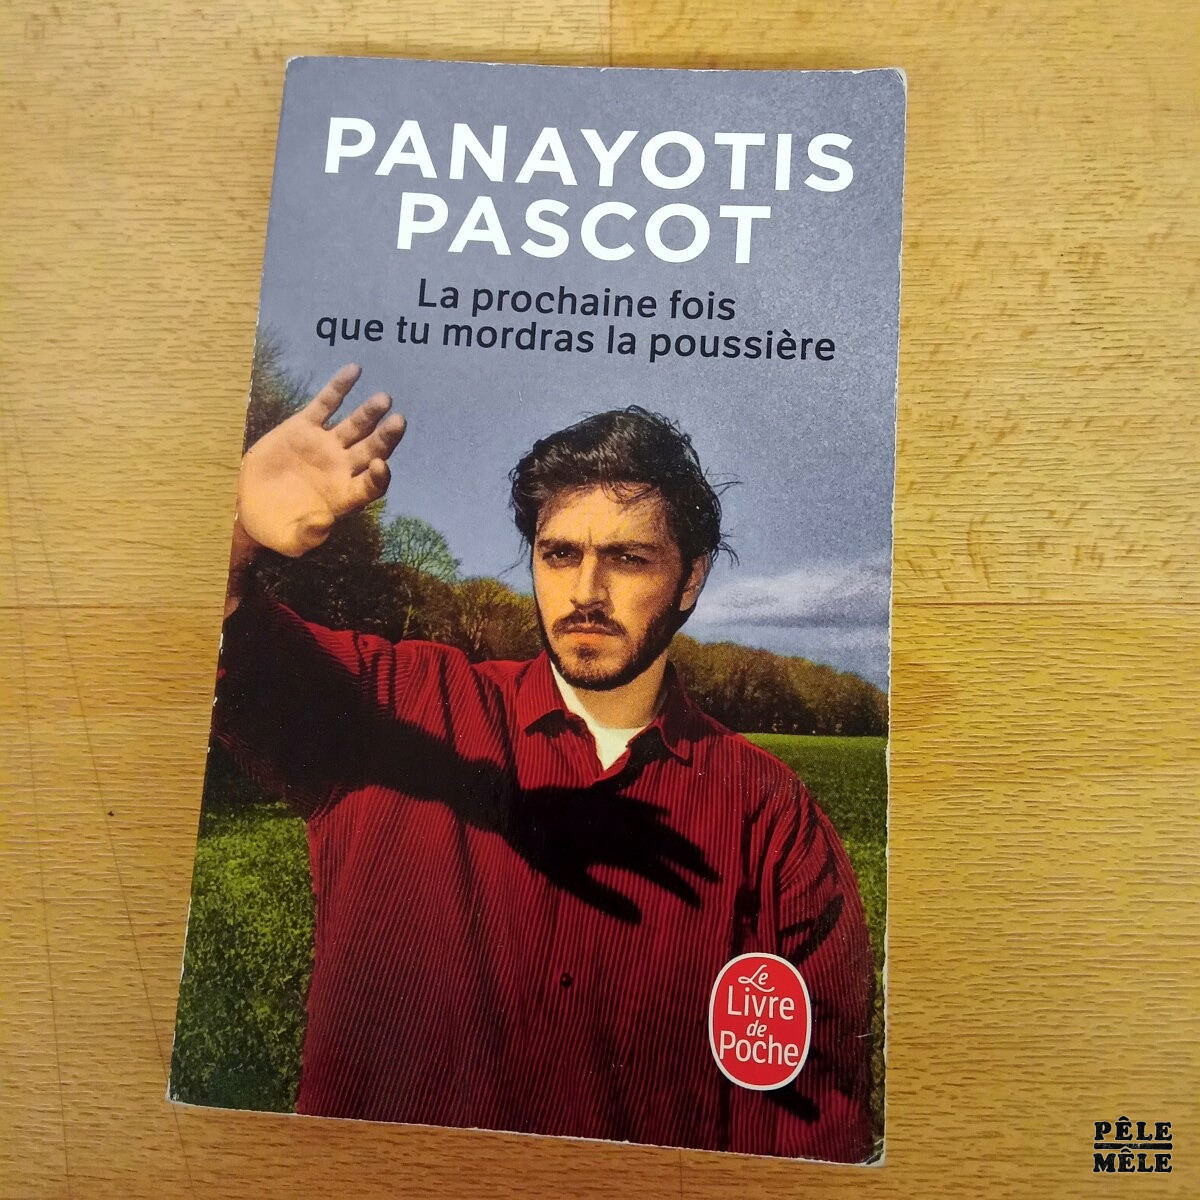 PANAYOTIS
PASCOT
La prochaine fois
que tu mordras la poussière
Le
Livre
de
Poche
PÊLE
MÊLE